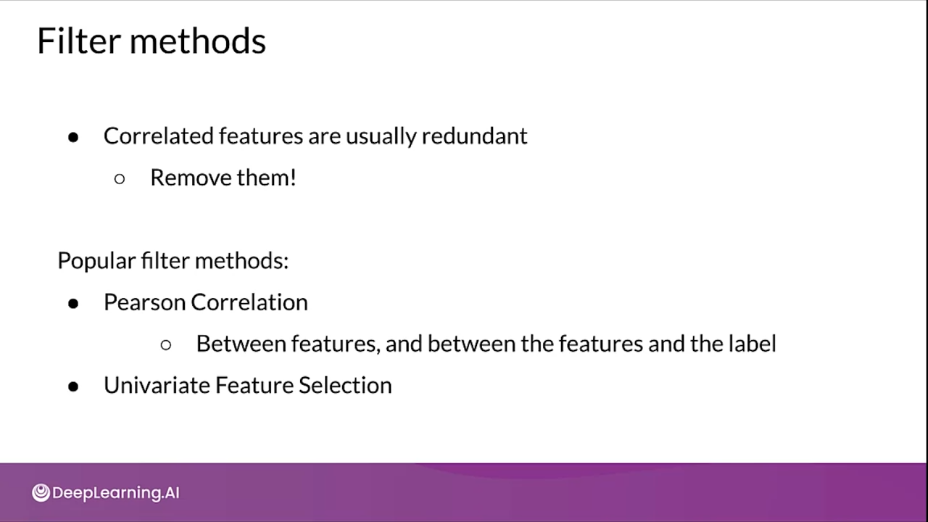 Filter methods
● Correlated features are usually redundant
○ Remove them!
Popular filter methods:
● Pearson Correlation
○ Between features, and between the features and the label
● Univariate Feature Selection
DeepLearning.AI